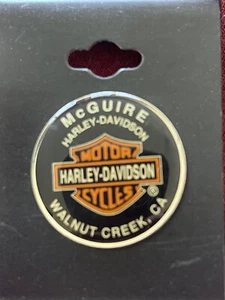 McGUIRE
HARLEY-DAVIDSON
MOTOR
HARLEY-DAVIDSON
CYCLES
®
WALNUT CREEK, CA